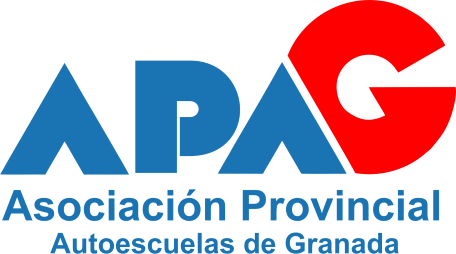 APAG
Asociación Provincial
Autoescuelas de Granada